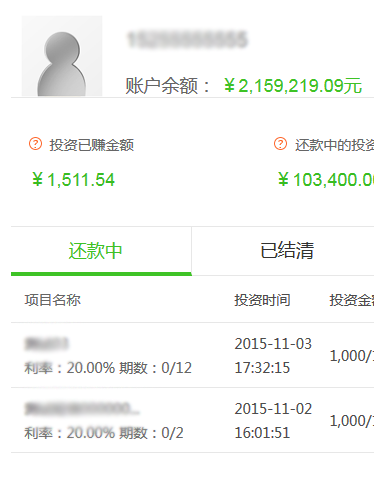 账户余额： ￥2,159,219.09元
? 投资已赚金额 ? 还款中的投资
￥1,511.54 ￥103,400.0
还款中 已结清
项目名称 投资时间 投资金
2015-11-03
利率：20.00% 期数：0/12 17:32:15 1,000/
2015-11-02
利率：20.00% 期数：0/2 16:01:51 1,000/